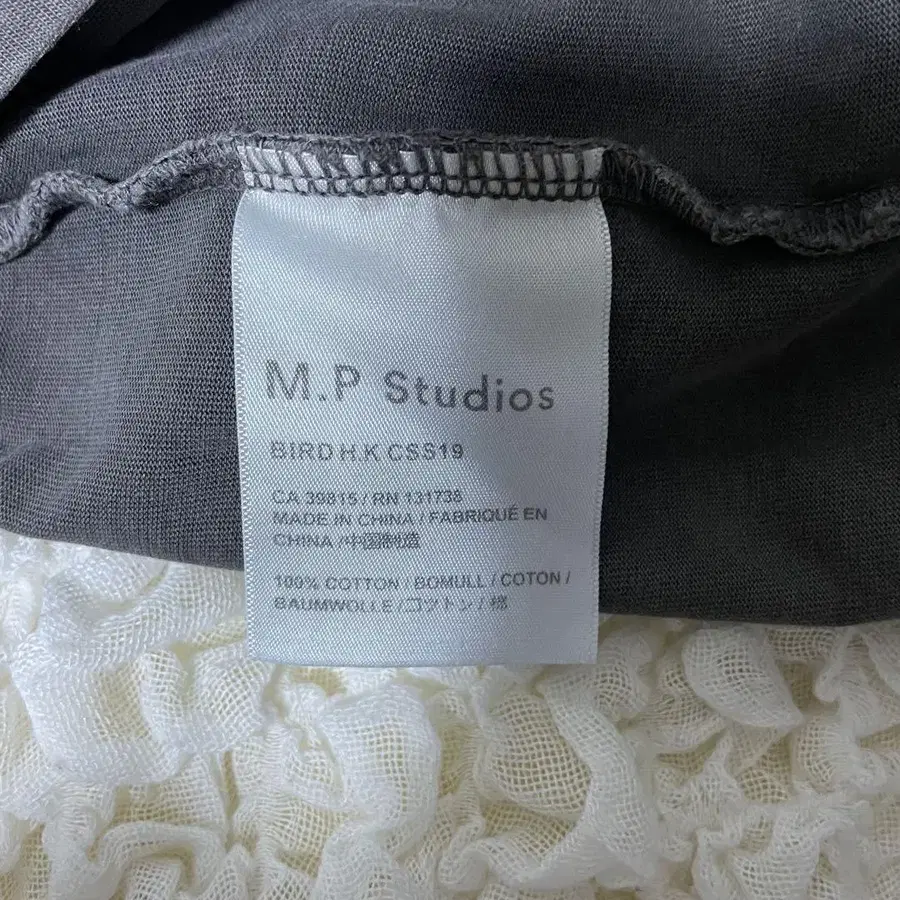 M.P Studios
BIRD H.K CSS19
CA 39815 / RN 131738
MADE IN CHINA / FABRIQUÉ EN
CHINA /中国制造
100% COTTON / BOMULL / COTON /
BAUMWOLLE / コットン / 棉